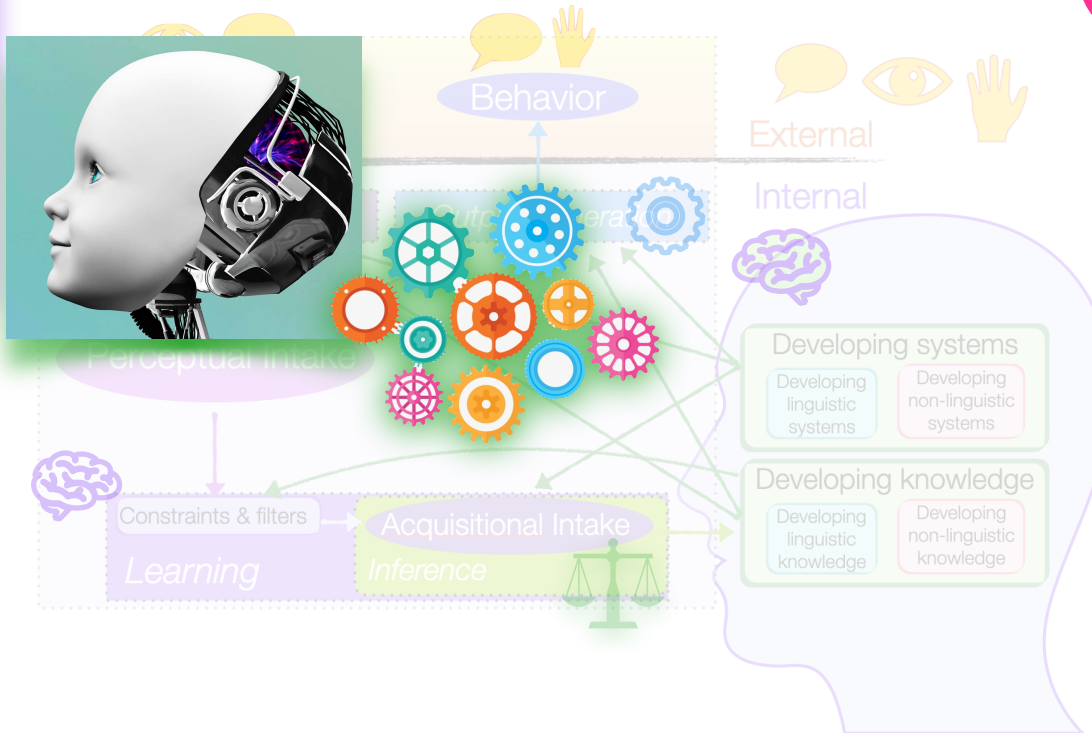 Behavior
External
Internal
Perceptual Intake
Developing systems
Developing
linguistic
systems
Developing
non-linguistic
systems
Developing knowledge
Developing
linguistic
knowledge
Developing
non-linguistic
knowledge
Constraints & filters
Acquisitional Intake
Learning
Inference